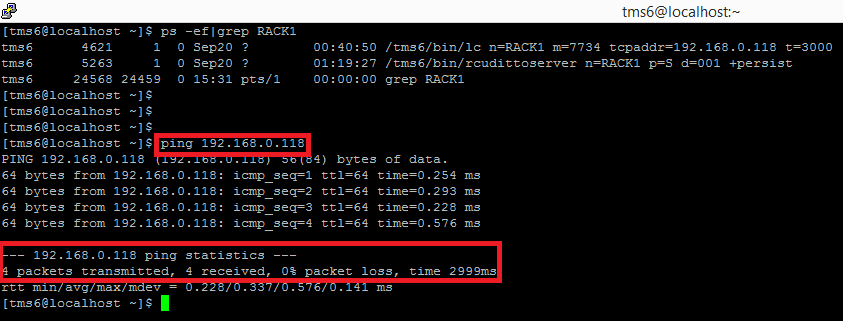 tms6@localhost:~
[tms6@localhost ~]$ ps -ef|grep RACK1
tms6 4621 1 0 Sep20 ? 00:40:50 /tms6/bin/lc n=RACK1 m=7734 tcpaddr=192.168.0.118 t=3000
tms6 5263 1 0 Sep20 ? 01:19:27 /tms6/bin/rcudittoserver n=RACK1 p=S d=001 +persist
tms6 24568 24459 0 15:31 pts/1 00:00:00 grep RACK1
[tms6@localhost ~]$
[tms6@localhost ~]$
[tms6@localhost ~]$
[tms6@localhost ~]$ ping 192.168.0.118
PING 192.168.0.118 (192.168.0.118) 56(84) bytes of data.
64 bytes from 192.168.0.118: icmp_seq=1 ttl=64 time=0.254 ms
64 bytes from 192.168.0.118: icmp_seq=2 ttl=64 time=0.293 ms
64 bytes from 192.168.0.118: icmp_seq=3 ttl=64 time=0.228 ms
64 bytes from 192.168.0.118: icmp_seq=4 ttl=64 time=0.576 ms
--- 192.168.0.118 ping statistics ---
4 packets transmitted, 4 received, 0% packet loss, time 2999ms
rtt min/avg/max/mdev = 0.228/0.337/0.576/0.141 ms
[tms6@localhost ~]$